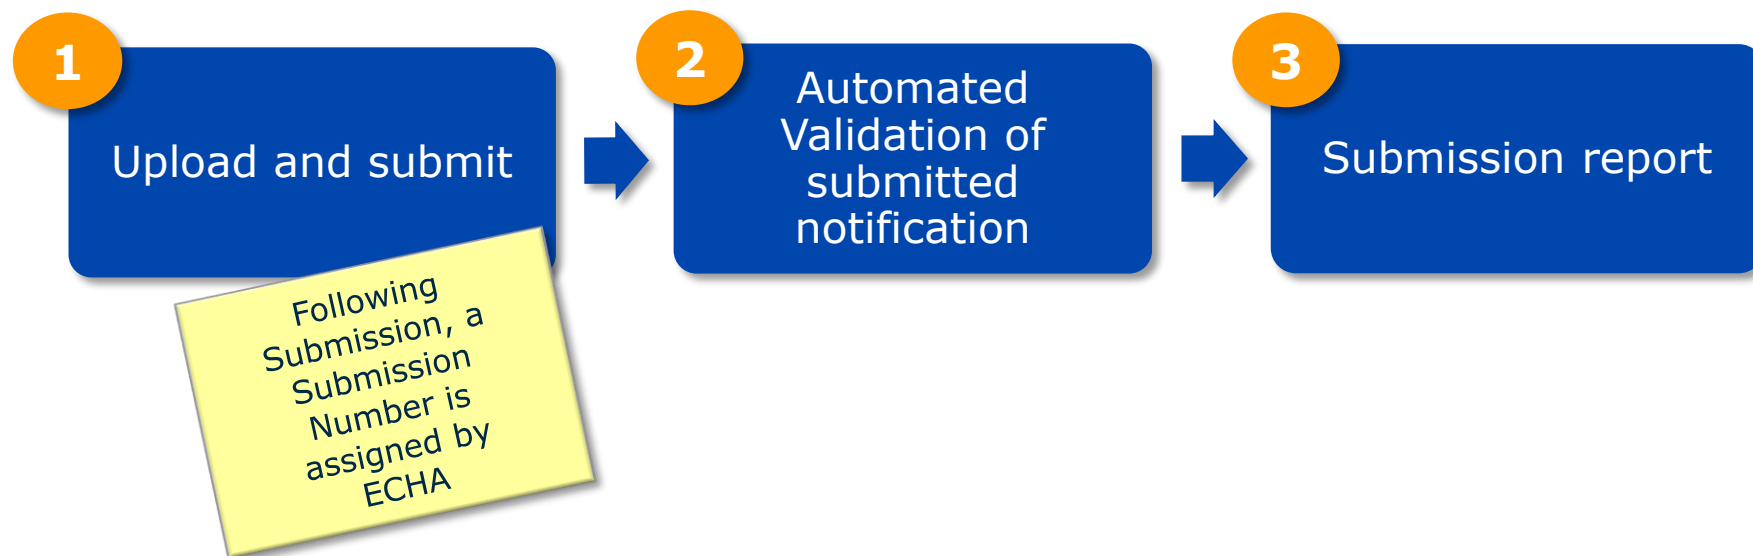 1
Upload and submit
Following
Submission, a
Submission
Number is
assigned by
ECHA
2
Automated
Validation of
submitted
notification
3
Submission report